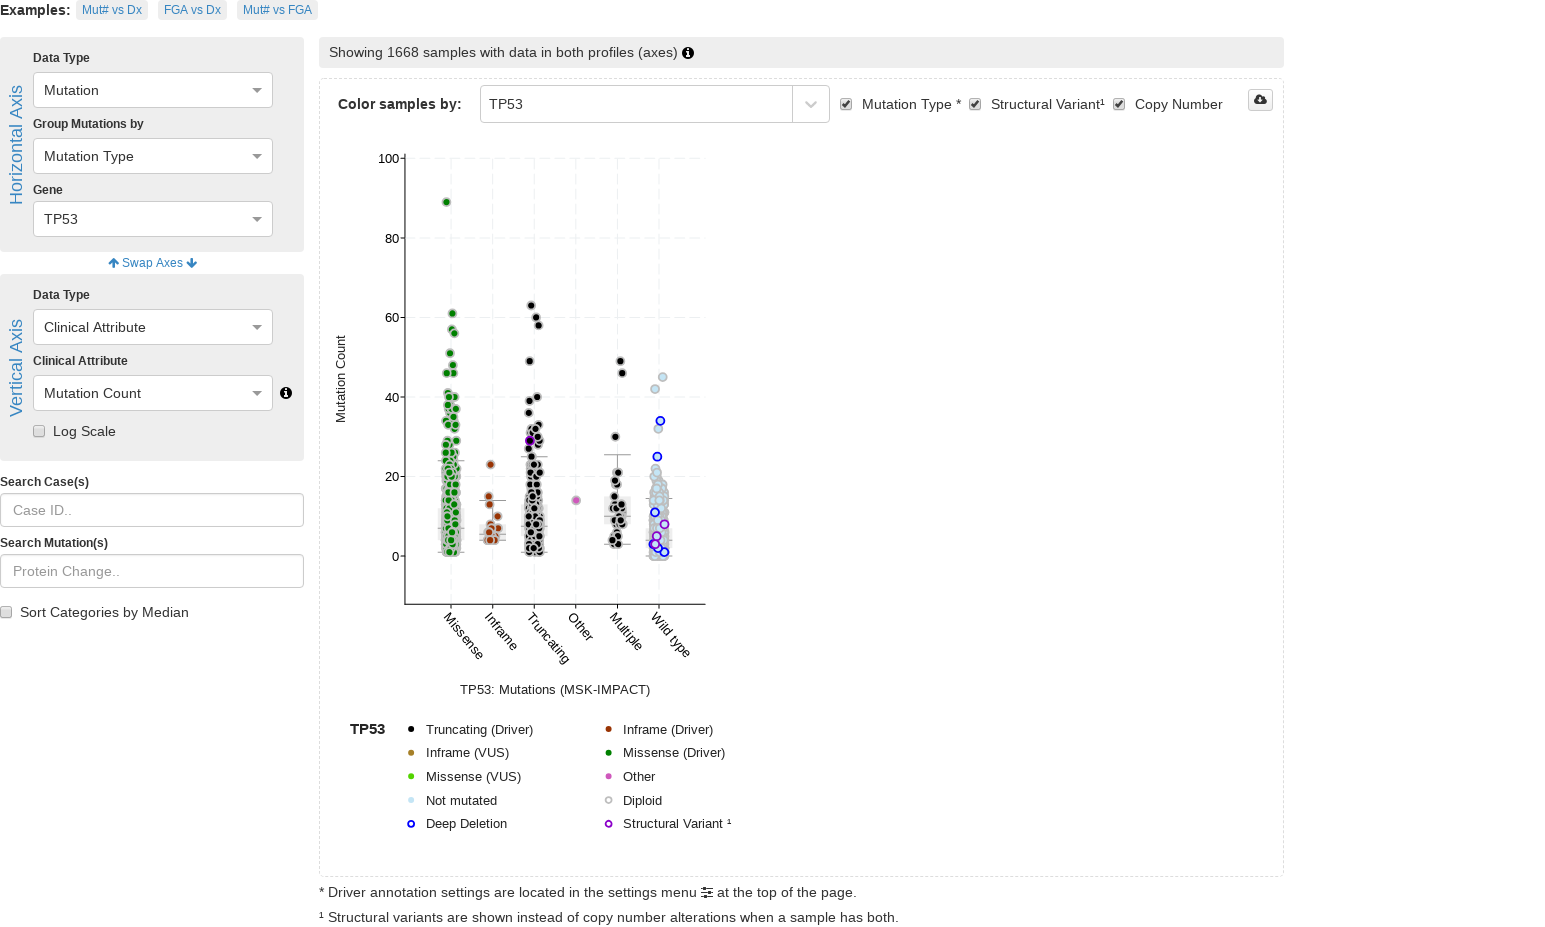 Examples: Mut# vs Dx FGA vs Dx Mut# vs FGA
Horizontal Axis
Data Type
Mutation
Group Mutations by
Mutation Type
Gene
TP53
Swap Axes
Vertical Axis
Data Type
Clinical Attribute
Clinical Attribute
Mutation Count
Log Scale
Search Case(s)
Case ID..
Search Mutation(s)
Protein Change..
Sort Categories by Median
Showing 1668 samples with data in both profiles (axes)
Color samples by: TP53 Mutation Type * Structural Variant¹ Copy Number
Mutation Count
100
80
60
40
20
0
Missense
Inframe
Truncating
Other
Multiple
Wild type
TP53: Mutations (MSK-IMPACT)
TP53
Truncating (Driver) Inframe (Driver)
Inframe (VUS) Missense (Driver)
Missense (VUS) Other
Not mutated Diploid
Deep Deletion Structural Variant ¹
* Driver annotation settings are located in the settings menu at the top of the page.
¹ Structural variants are shown instead of copy number alterations when a sample has both.